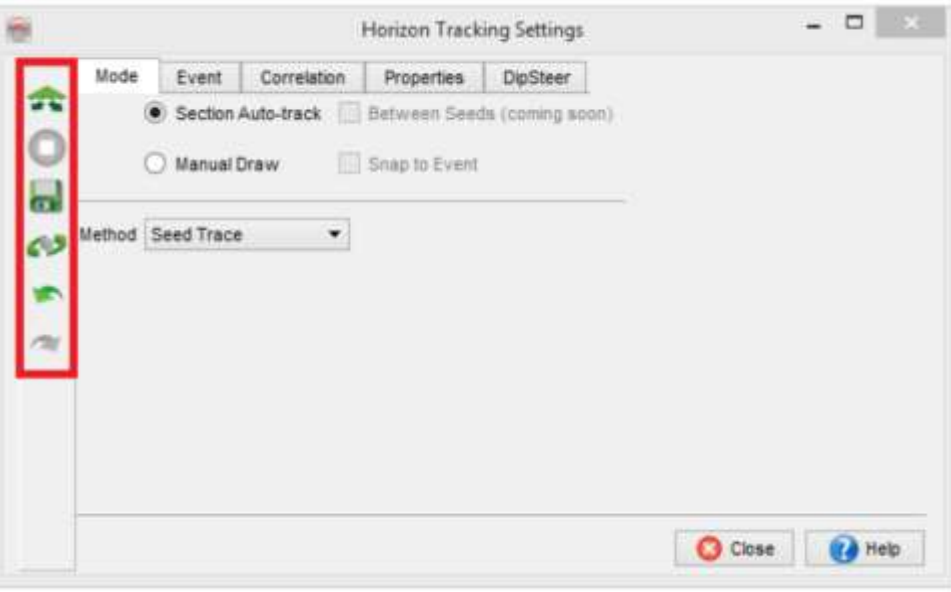 Horizon Tracking Settings
Mode Event Correlation Properties DipSteer
Section Auto-track Between Seeds (coming soon)
Manual Draw Snap to Event
Method Seed Trace
Close Help